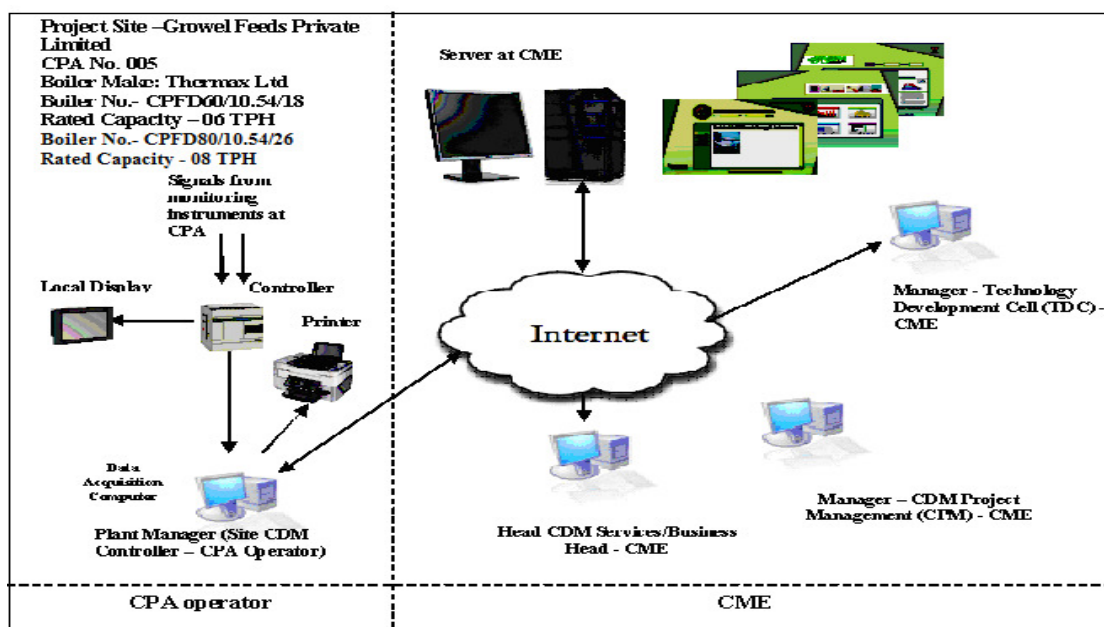 Project Site –Growel Feeds Private
Limited
CPA No. 005
Boiler Make: Thermax Ltd
Boiler No.- CPFD60/10.54/18
Rated Capacity – 06 TPH
Boiler No.- CPFD80/10.54/26
Rated Capacity - 08 TPH
Signals from
monitoring
instruments at
CPA
Local Display
Controller
Printer
Data
Acquisition
Computer
Plant Manager (Site CDM
Controller – CPA Operator)
Server at CME
Internet
Manager - Technology
Development Cell (TDC) -
CME
Head CDM Services/Business
Head - CME
Manager – CDM Project
Management (CPM) - CME
CPA operator
CME